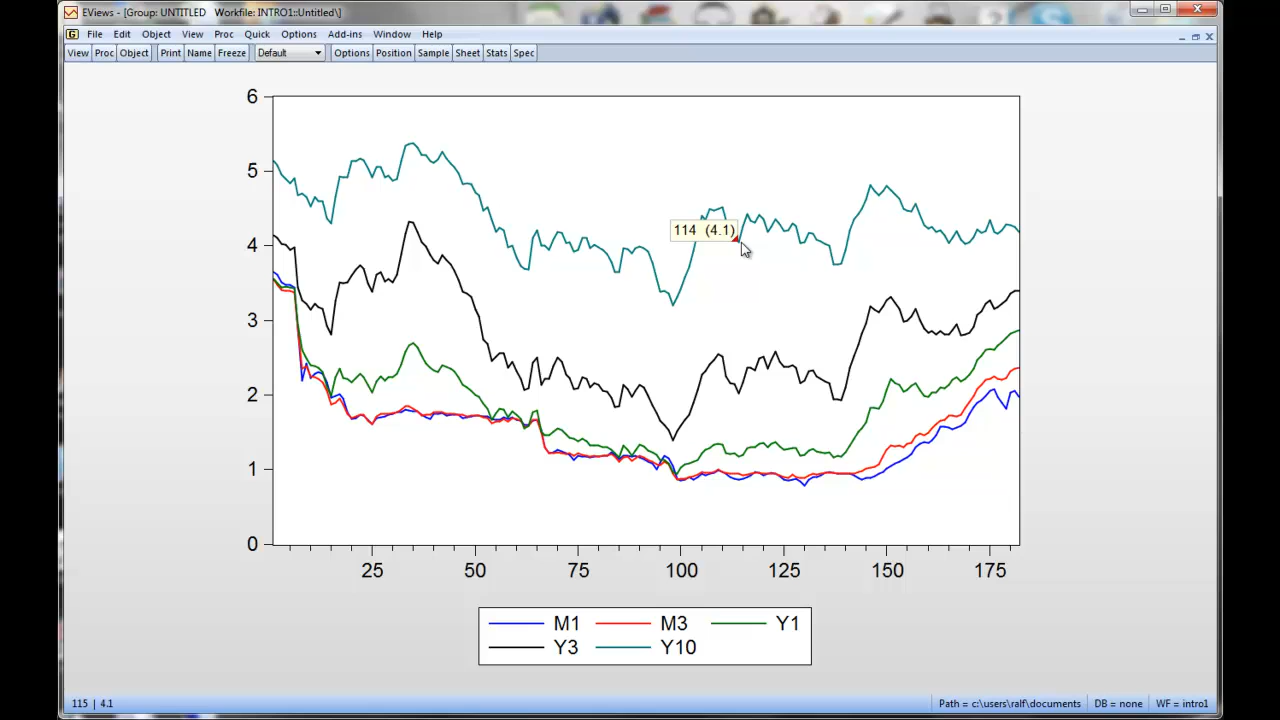 EViews - [Group: UNTITLED   Workfile: INTRO1::Untitled\]
G File Edit Object View Proc Quick Options Add-ins Window Help
View Proc Object Print Name Freeze Default Options Position Sample Sheet Stats Spec
6
5
4
3
2
1
0
114 (4.1)
25 50 75 100 125 150 175
M1 M3 Y1
Y3 Y10
115 | 4.1 Path = c:\users\ralf\documents DB = none WF = intro1